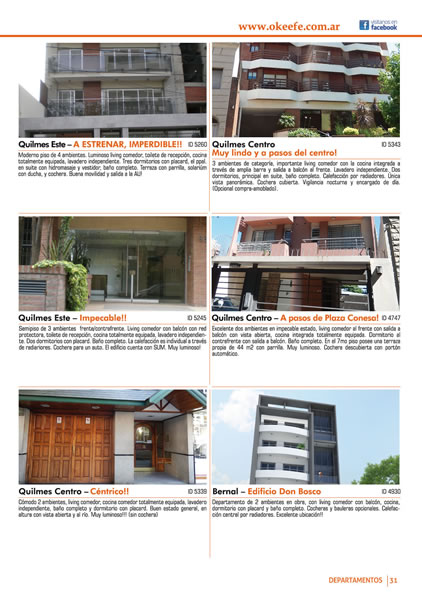 www.okeefe.com.ar
visitanos en
facebook
Quilmes Este – A ESTRENAR, IMPERDIBLE!! ID 5260
Moderno piso de 4 ambientes. Luminoso living comedor, toilete de recepción, cocina
totalmente equipada, lavadero independiente. Tres dormitorios con placard, el ppal.
en suite con hidromasaje y vestidor; baño completo. Terraza con parrilla, solarium
con ducha, y cochera. Buena movilidad y salida a la AU!
Quilmes Centro ID 5343
Muy lindo y a pasos del centro!
3 ambientes de categoría, importante living comedor con la cocina integrada a
través de amplia barra y salida a balcón al frente. Lavadero independiente. Dos
dormitorios, principal en suite, baño completo. Calefacción por radiadores. Única
vista panorámica. Cochera cubierta. Vigilancia nocturna y encargado de día.
(Opcional compra-amoblado).
Quilmes Este – Impecable!! ID 5245
Semipiso de 3 ambientes frente/contrafrente. Living comedor con balcón con red
protectora, toilete de recepción, cocina totalmente equipada, lavadero independien-
te. Dos dormitorios con placard. Baño completo. La calefacción es individual a través
de radiadores. Cochera para un auto. El edificio cuenta con SUM. Muy luminoso!
Quilmes Centro – A pasos de Plaza Conesa! ID 4747
Excelente dos ambientes en impecable estado, living comedor al frente con salida a
balcón con vista abierta, cocina integrada totalmente equipada. Dormitorio al
contrafrente con salida a balcón. Baño completo. En el 7mo piso posee una terraza
propia de 44 m2 con parrilla. Muy luminoso. Cochera descubierta con portón
automático.
Quilmes Centro – Céntrico!! ID 5339
Cómodo 2 ambientes, living comedor, cocina comedor totalmente equipada, lavadero
independiente, baño completo y dormitorio con placard. Buen estado general, en
altura con vista abierta y al río. Muy luminoso!!! (sin cochera)
Bernal – Edificio Don Bosco ID 4930
Departamento de 2 ambientes en obra, con living comedor con balcón, cocina,
dormitorio con placard y baño completo. Cocheras y bauleras opcionales. Calefac-
ción central por radiadores. Excelente ubicación!!
DEPARTAMENTOS 31